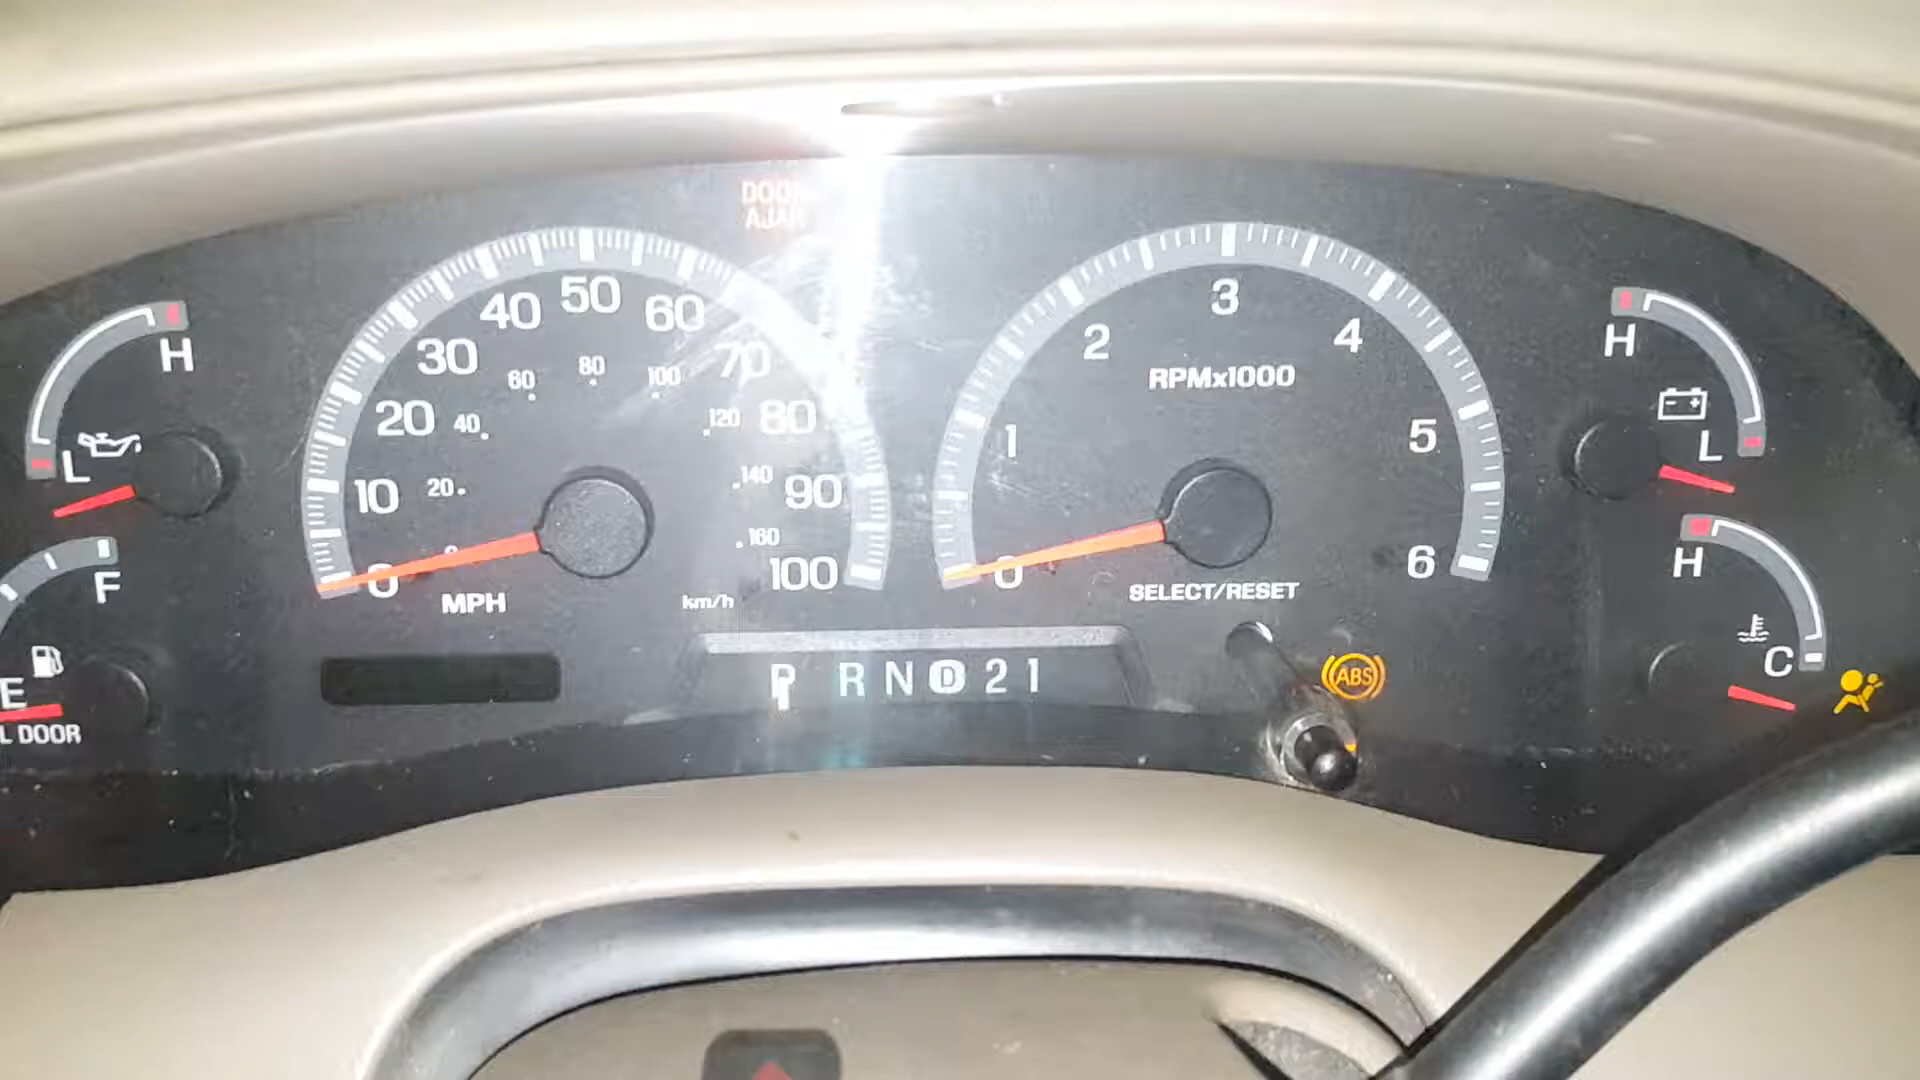 DOOR
AJAR
H
L
F
E
L DOOR
0
10
20
30
40
50
60
70
80
90
100
20
40
60
80
100
120
140
160
MPH
km/h
0
1
2
3
4
5
6
RPMx1000
SELECT/RESET
P R N D 2 1
ABS
H
L
H
C